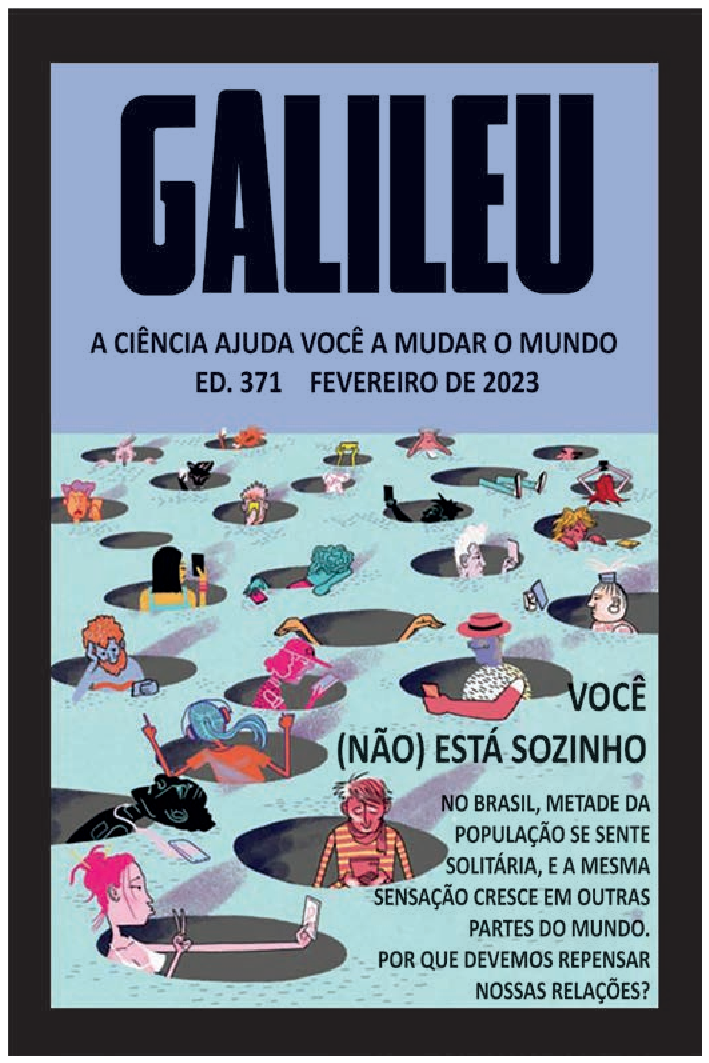 GALILEU
A CIÊNCIA AJUDA VOCÊ A MUDAR O MUNDO
ED. 371 FEVEREIRO DE 2023
VOCÊ
(NÃO) ESTÁ SOZINHO
NO BRASIL, METADE DA
POPULAÇÃO SE SENTE
SOLITÁRIA, E A MESMA
SENSAÇÃO CRESCE EM OUTRAS
PARTES DO MUNDO.
POR QUE DEVEMOS REPENSAR
NOSSAS RELAÇÕES?